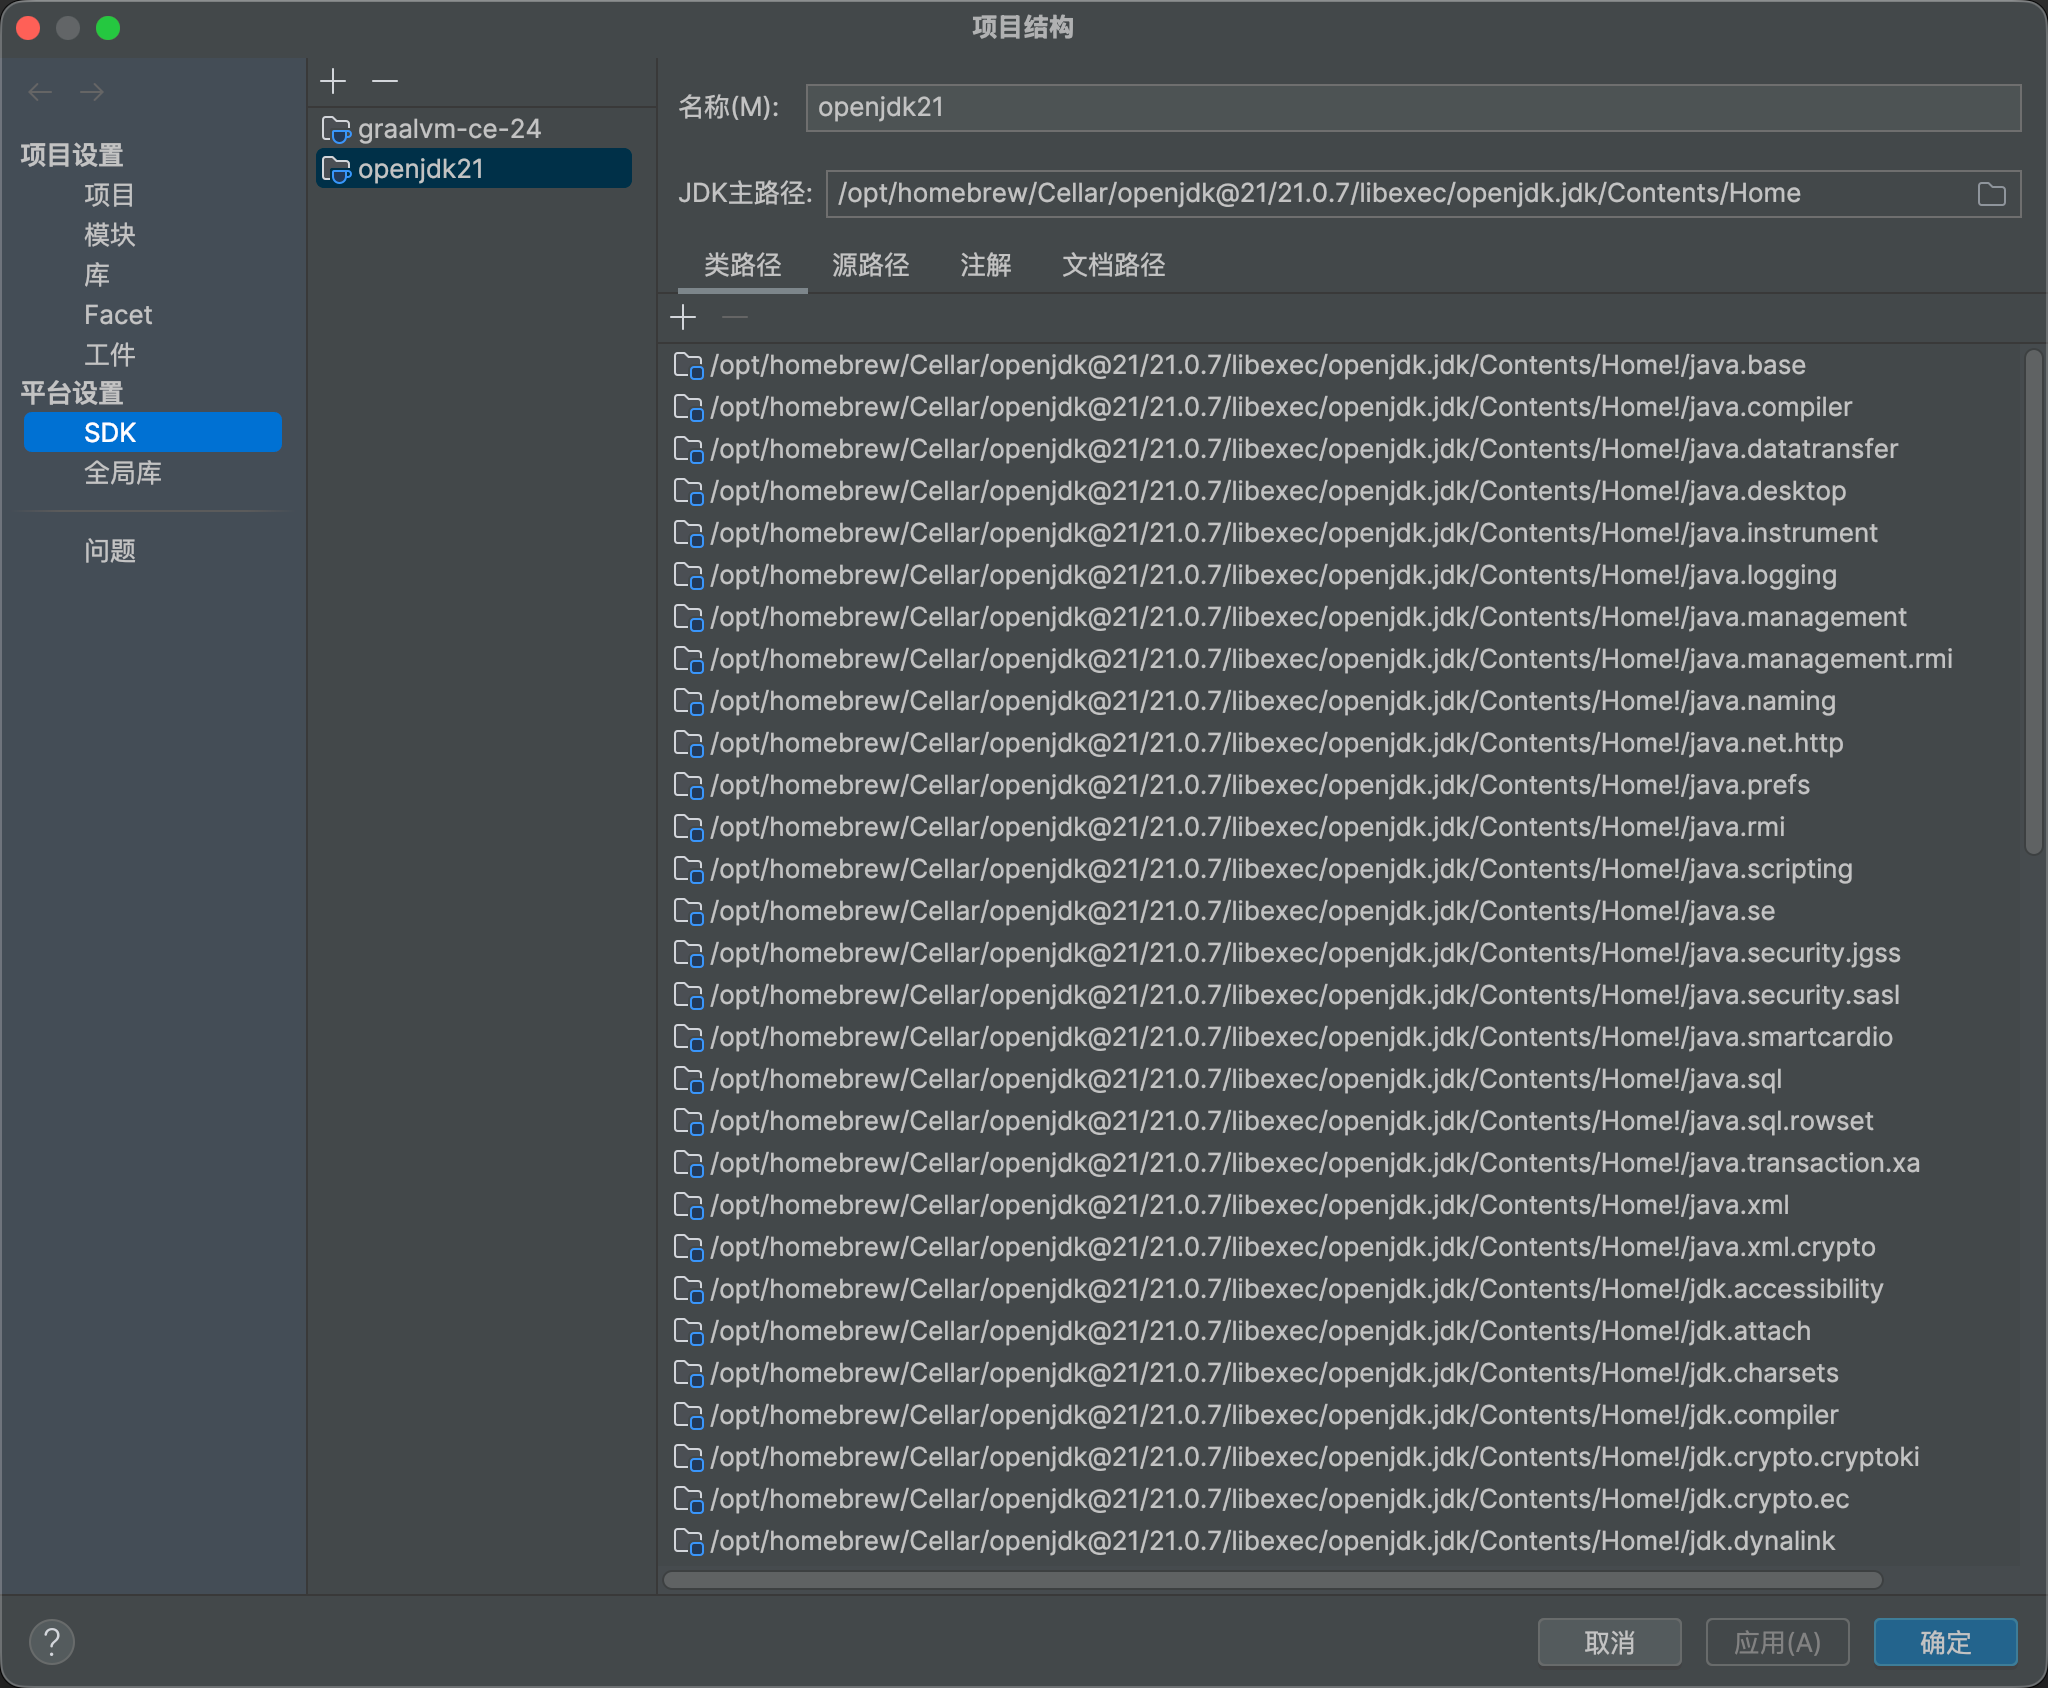 项目结构
项目设置
项目
模块
库
Facet
工件
平台设置
SDK
全局库
问题
graalvm-ce-24
openjdk21
名称(M): openjdk21
JDK主路径: /opt/homebrew/Cellar/openjdk@21/21.0.7/libexec/openjdk.jdk/Contents/Home
类路径 源路径 注解 文档路径
/opt/homebrew/Cellar/openjdk@21/21.0.7/libexec/openjdk.jdk/Contents/Home!/java.base
/opt/homebrew/Cellar/openjdk@21/21.0.7/libexec/openjdk.jdk/Contents/Home!/java.compiler
/opt/homebrew/Cellar/openjdk@21/21.0.7/libexec/openjdk.jdk/Contents/Home!/java.datatransfer
/opt/homebrew/Cellar/openjdk@21/21.0.7/libexec/openjdk.jdk/Contents/Home!/java.desktop
/opt/homebrew/Cellar/openjdk@21/21.0.7/libexec/openjdk.jdk/Contents/Home!/java.instrument
/opt/homebrew/Cellar/openjdk@21/21.0.7/libexec/openjdk.jdk/Contents/Home!/java.logging
/opt/homebrew/Cellar/openjdk@21/21.0.7/libexec/openjdk.jdk/Contents/Home!/java.management
/opt/homebrew/Cellar/openjdk@21/21.0.7/libexec/openjdk.jdk/Contents/Home!/java.management.rmi
/opt/homebrew/Cellar/openjdk@21/21.0.7/libexec/openjdk.jdk/Contents/Home!/java.naming
/opt/homebrew/Cellar/openjdk@21/21.0.7/libexec/openjdk.jdk/Contents/Home!/java.net.http
/opt/homebrew/Cellar/openjdk@21/21.0.7/libexec/openjdk.jdk/Contents/Home!/java.prefs
/opt/homebrew/Cellar/openjdk@21/21.0.7/libexec/openjdk.jdk/Contents/Home!/java.rmi
/opt/homebrew/Cellar/openjdk@21/21.0.7/libexec/openjdk.jdk/Contents/Home!/java.scripting
/opt/homebrew/Cellar/openjdk@21/21.0.7/libexec/openjdk.jdk/Contents/Home!/java.se
/opt/homebrew/Cellar/openjdk@21/21.0.7/libexec/openjdk.jdk/Contents/Home!/java.security.jgss
/opt/homebrew/Cellar/openjdk@21/21.0.7/libexec/openjdk.jdk/Contents/Home!/java.security.sasl
/opt/homebrew/Cellar/openjdk@21/21.0.7/libexec/openjdk.jdk/Contents/Home!/java.smartcardio
/opt/homebrew/Cellar/openjdk@21/21.0.7/libexec/openjdk.jdk/Contents/Home!/java.sql
/opt/homebrew/Cellar/openjdk@21/21.0.7/libexec/openjdk.jdk/Contents/Home!/java.sql.rowset
/opt/homebrew/Cellar/openjdk@21/21.0.7/libexec/openjdk.jdk/Contents/Home!/java.transaction.xa
/opt/homebrew/Cellar/openjdk@21/21.0.7/libexec/openjdk.jdk/Contents/Home!/java.xml
/opt/homebrew/Cellar/openjdk@21/21.0.7/libexec/openjdk.jdk/Contents/Home!/java.xml.crypto
/opt/homebrew/Cellar/openjdk@21/21.0.7/libexec/openjdk.jdk/Contents/Home!/jdk.accessibility
/opt/homebrew/Cellar/openjdk@21/21.0.7/libexec/openjdk.jdk/Contents/Home!/jdk.attach
/opt/homebrew/Cellar/openjdk@21/21.0.7/libexec/openjdk.jdk/Contents/Home!/jdk.charsets
/opt/homebrew/Cellar/openjdk@21/21.0.7/libexec/openjdk.jdk/Contents/Home!/jdk.compiler
/opt/homebrew/Cellar/openjdk@21/21.0.7/libexec/openjdk.jdk/Contents/Home!/jdk.crypto.cryptoki
/opt/homebrew/Cellar/openjdk@21/21.0.7/libexec/openjdk.jdk/Contents/Home!/jdk.crypto.ec
/opt/homebrew/Cellar/openjdk@21/21.0.7/libexec/openjdk.jdk/Contents/Home!/jdk.dynalink
? 取消 应用(A) 确定